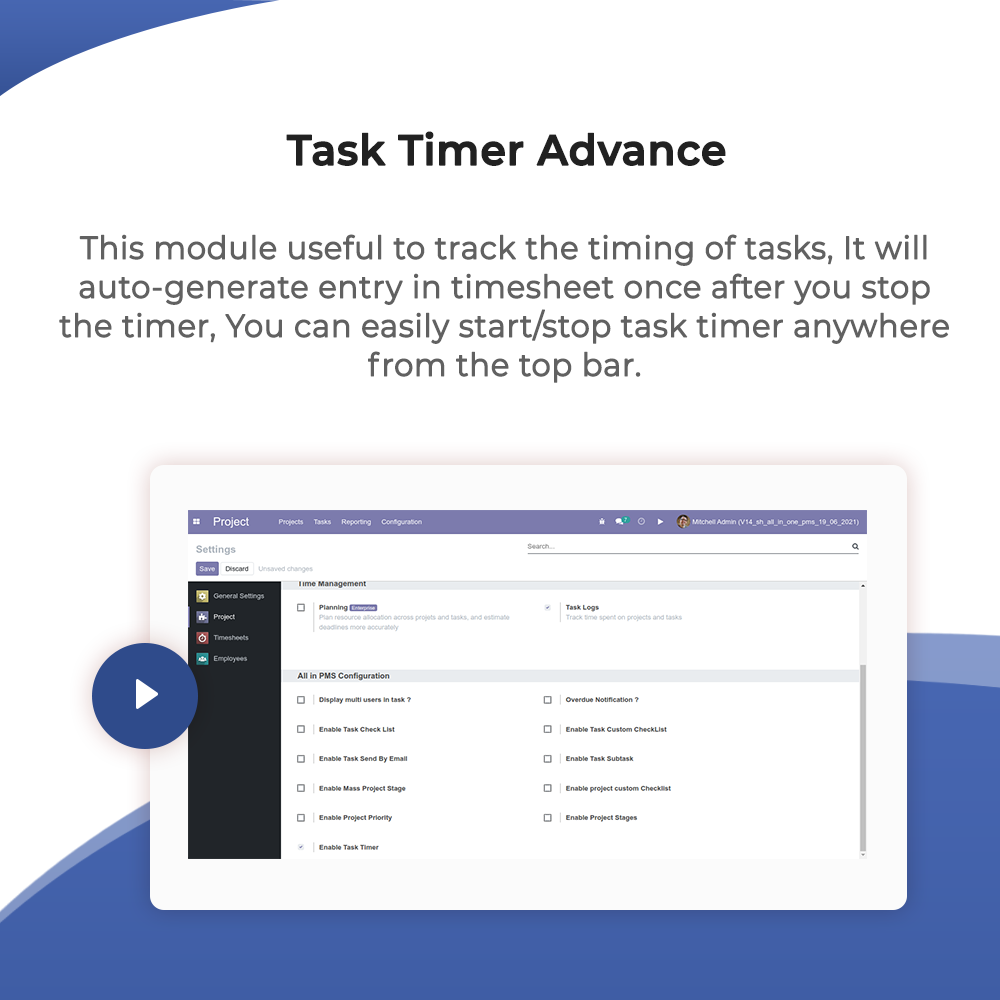 Task Timer Advance
This module useful to track the timing of tasks, It will
auto-generate entry in timesheet once after you stop
the timer, You can easily start/stop task timer anywhere
from the top bar.
Project Projects Tasks Reporting Configuration 7 Mitchell Admin (V14_sh_all_in_one_pms_19_06_2021)
Settings Search...
Save Discard Unsaved changes
General Settings
Project
Timesheets
Employees
Time Management
Planning Enterprise
Plan resource allocation across projets and tasks, and estimate
deadlines more accurately
Task Logs
Track time spent on projects and tasks
All in PMS Configuration
Display multi users in task ? Overdue Notification ?
Enable Task Check List Enable Task Custom CheckList
Enable Task Send By Email Enable Task Subtask
Enable Mass Project Stage Enable project custom Checklist
Enable Project Priority Enable Project Stages
Enable Task Timer